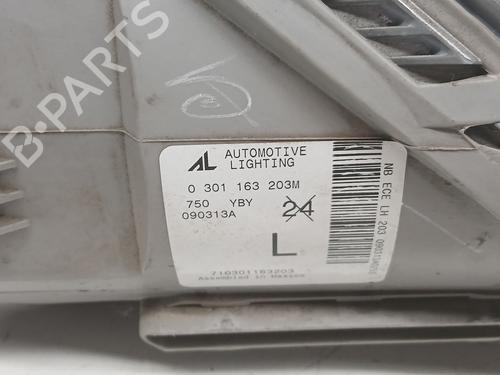 AL AUTOMOTIVE
LIGHTING
0 301 163 203M
750 YBY
090313A
24
L
710301163203
Assembled in Mexico
NB ECE LH 203
B-PARTS